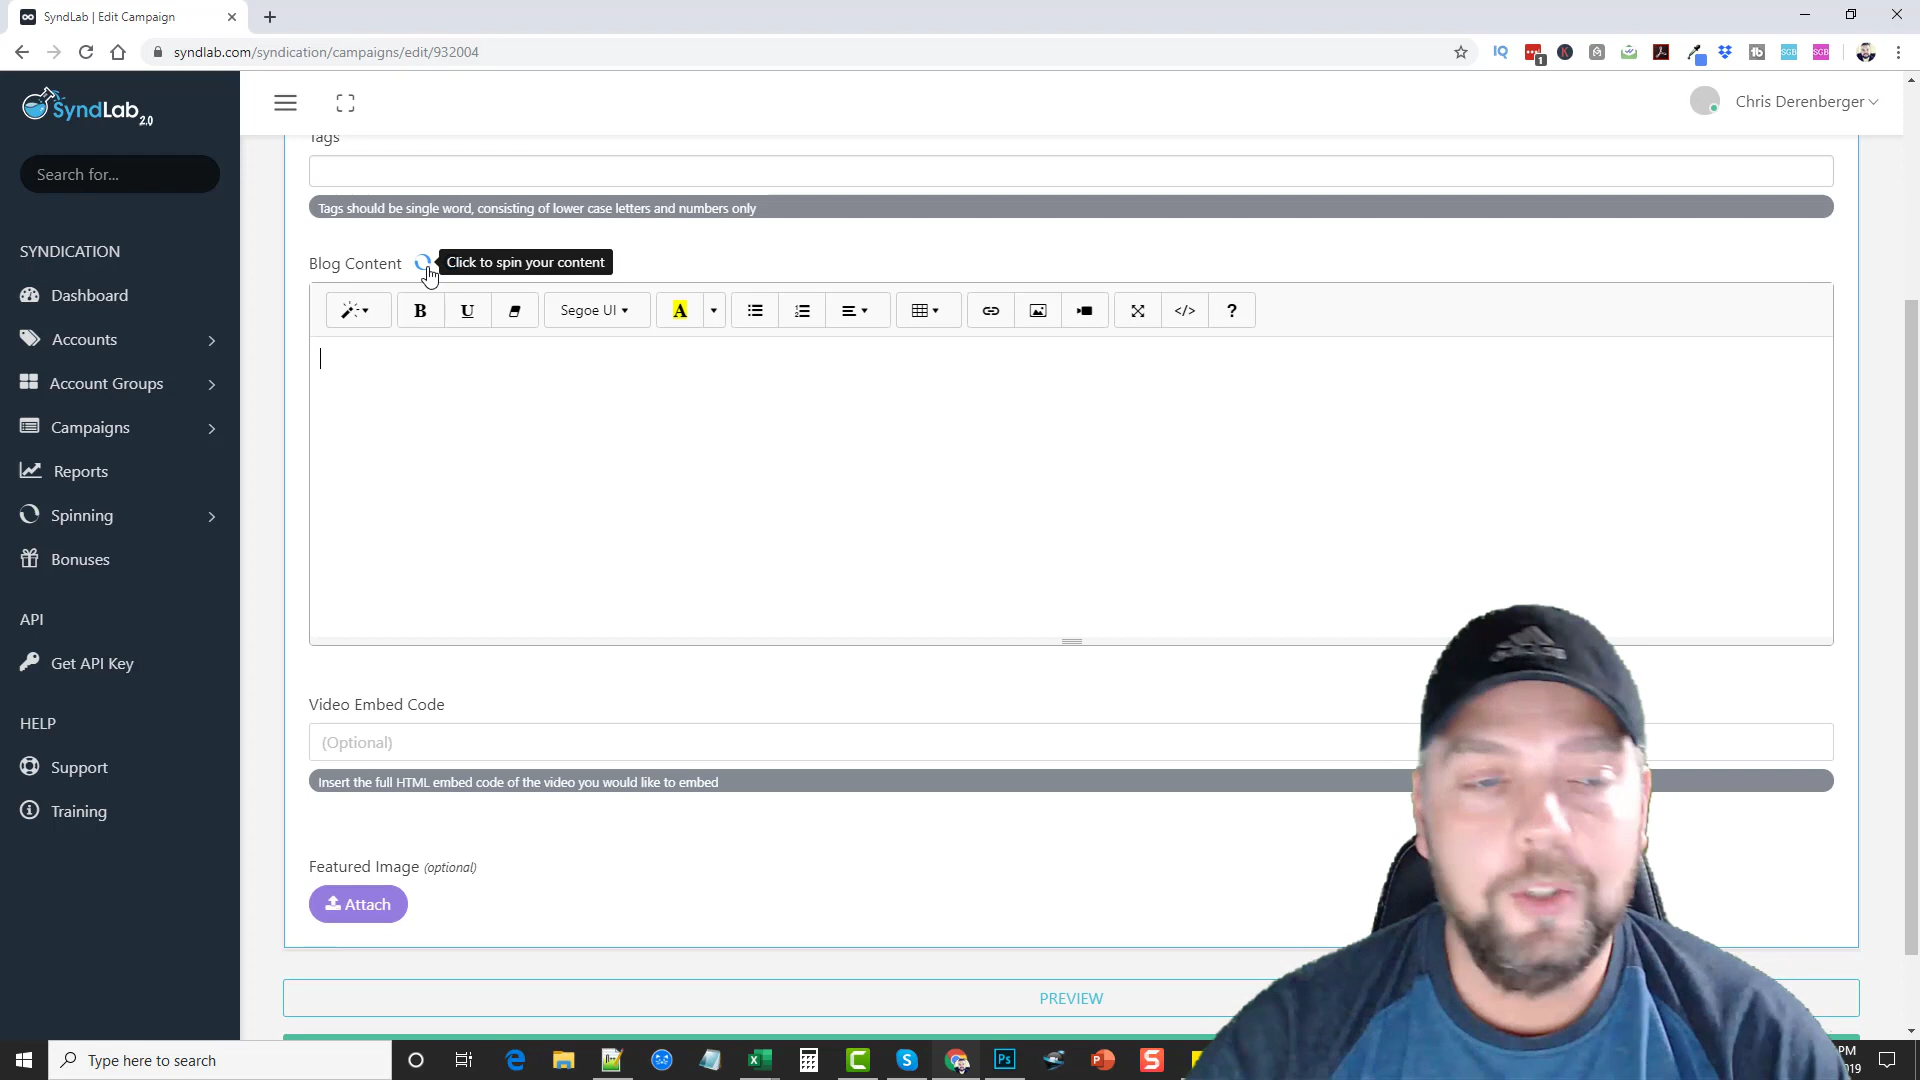 SyndLab | Edit Campaign
syndlab.com/syndication/campaigns/edit/932004
SyndLab 2.0
Chris Derenberger
Search for...
SYNDICATION
Dashboard
Accounts
Account Groups
Campaigns
Reports
Spinning
Bonuses
API
Get API Key
HELP
Support
Training
Tags
Tags should be single word, consisting of lower case letters and numbers only
Blog Content
Click to spin your content
B U Segoe UI A </> ?
Video Embed Code
(Optional)
Insert the full HTML embed code of the video you would like to embed
Featured Image (optional)
Attach
PREVIEW
Type here to search
PM
019